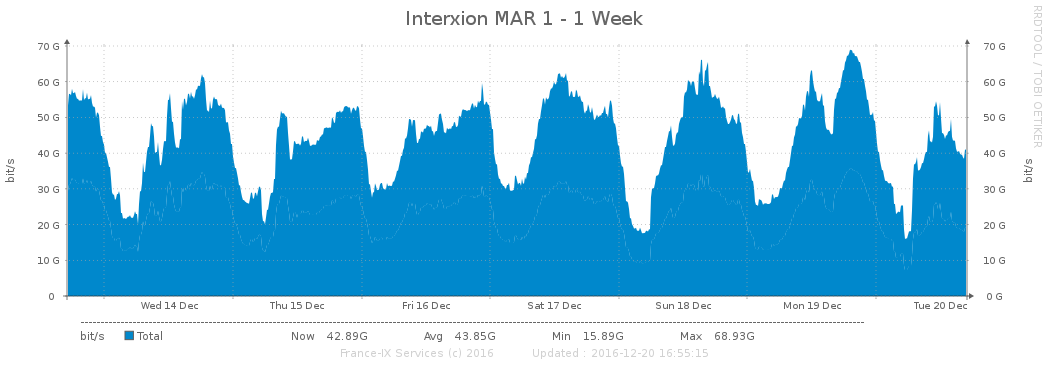 Interxion MAR 1 - 1 Week
RRDTOOL / TOBI OETIKER
bit/s
70 G 70 G
60 G 60 G
50 G 50 G
40 G 40 G
30 G 30 G
20 G 20 G
10 G 10 G
0 0 G
bit/s
Wed 14 Dec Thu 15 Dec Fri 16 Dec Sat 17 Dec Sun 18 Dec Mon 19 Dec Tue 20 Dec
bit/s Total Now 42.89G Avg 43.85G Min 15.89G Max 68.93G
France-IX Services (c) 2016 Updated : 2016-12-20 16:55:15